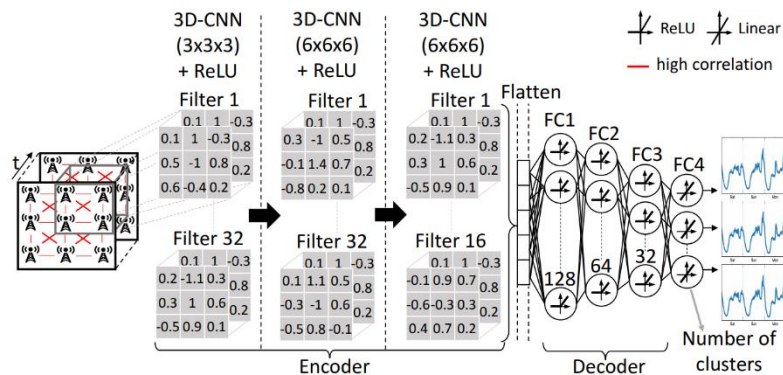 3D-CNN
(3x3x3)
+ ReLU
Filter 1
0.1 1 -0.3
0.1 1 -0.3 0.8
0.5 -1 0.8 0.2
0.6 -0.4 0.2
Filter 32
0.1 1 -0.3
0.2 -1.1 0.3 0.8
0.3 1 0.6 0.2
-0.5 0.9 0.1
3D-CNN
(6x6x6)
+ ReLU
Filter 1
0.1 1 -0.3
0.3 -1 0.5 0.8
-0.1 1.4 0.7 0.2
-0.8 0.2 0.1
Filter 32
0.1 1 -0.3
0.1 1.1 0.5 0.8
-0.3 -1 0.6 0.2
-0.5 0.8 -0.1
3D-CNN
(6x6x6)
+ ReLU
Filter 1
0.1 1 -0.3
0.2 -1.1 0.3 0.8
0.3 1 0.6 0.2
-0.5 0.9 0.1
Filter 16
0.1 1 -0.3
-0.1 0.9 0.7 0.8
-0.6 -0.3 0.3 0.2
0.4 0.7 0.2
t
Encoder
Flatten
FC1
FC2
FC3
FC4
128
64
32
Decoder
ReLU
Linear
high correlation
Number of
clusters